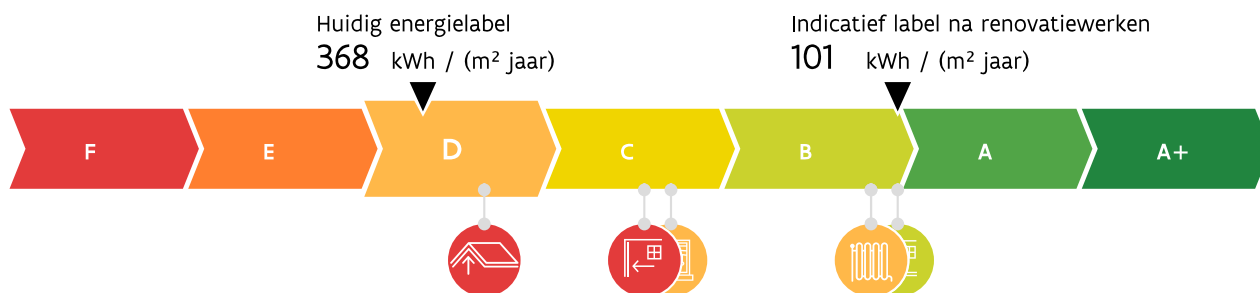 Huidig energielabel
368 kWh / (m² jaar)
Indicatief label na renovatiewerken
101 kWh / (m² jaar)
F E D C B A A+